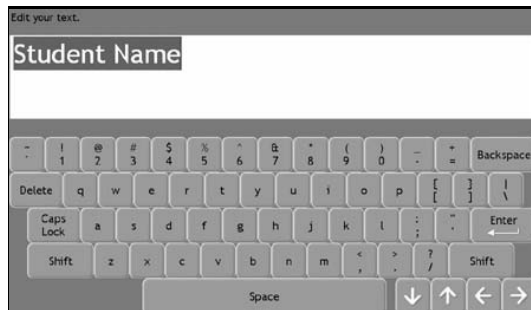 Edit your text.
Student Name
~ ! @ # $ % ^ & * ( ) _ + Backspace
` 1 2 3 4 5 6 7 8 9 0 - =
Delete q w e r t y u i o p { } |
[ ] \
Caps Lock a s d f g h j k l : " Enter
; '
Shift z x c v b n m < > ? Shift
, . /
Space